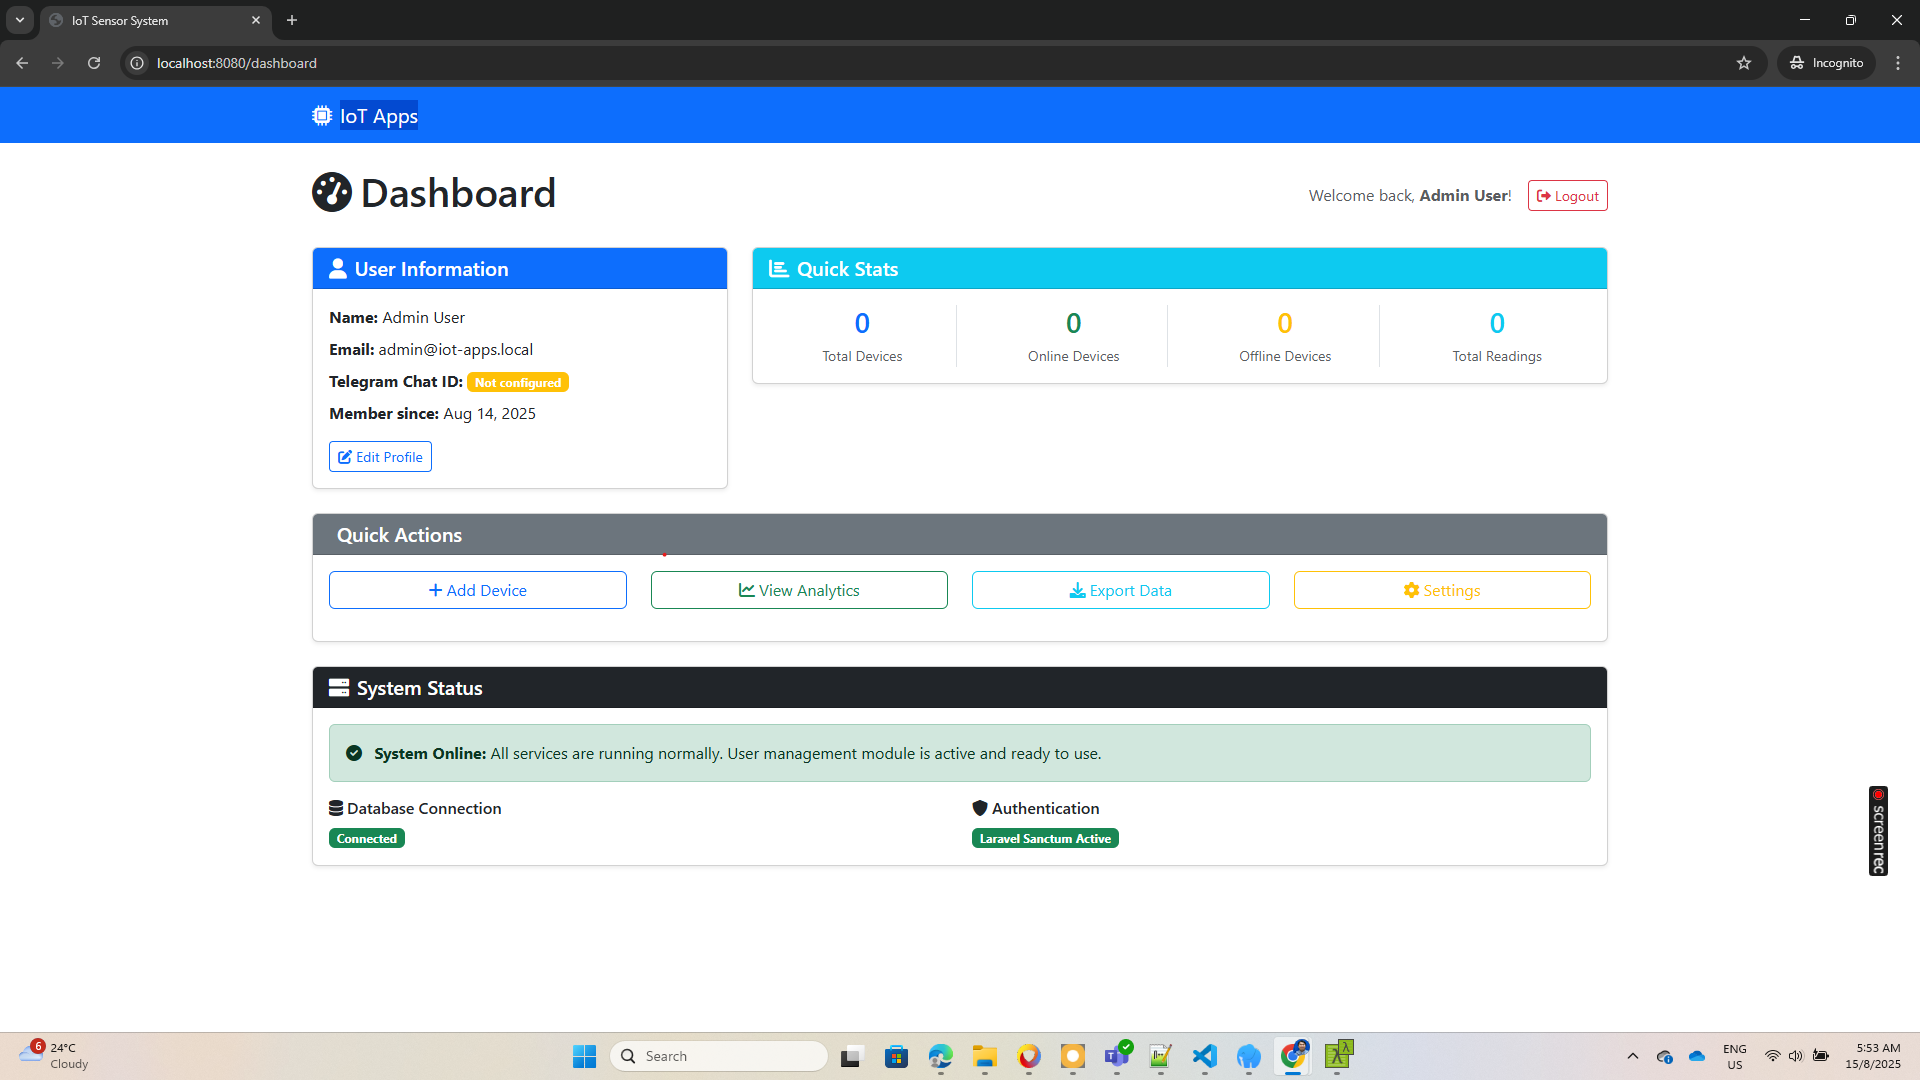 IoT Sensor System
localhost:8080/dashboard
Incognito
IoT Apps
Dashboard
Welcome back, Admin User!
Logout
User Information
Name: Admin User
Email: admin@iot-apps.local
Telegram Chat ID: Not configured
Member since: Aug 14, 2025
Edit Profile
Quick Stats
0 0 0 0
Total Devices Online Devices Offline Devices Total Readings
Quick Actions
Add Device View Analytics Export Data Settings
System Status
System Online: All services are running normally. User management module is active and ready to use.
Database Connection
Connected
Authentication
Laravel Sanctum Active
screenrec
6
24°C
Cloudy
Search
ENG
US
5:53 AM
15/8/2025